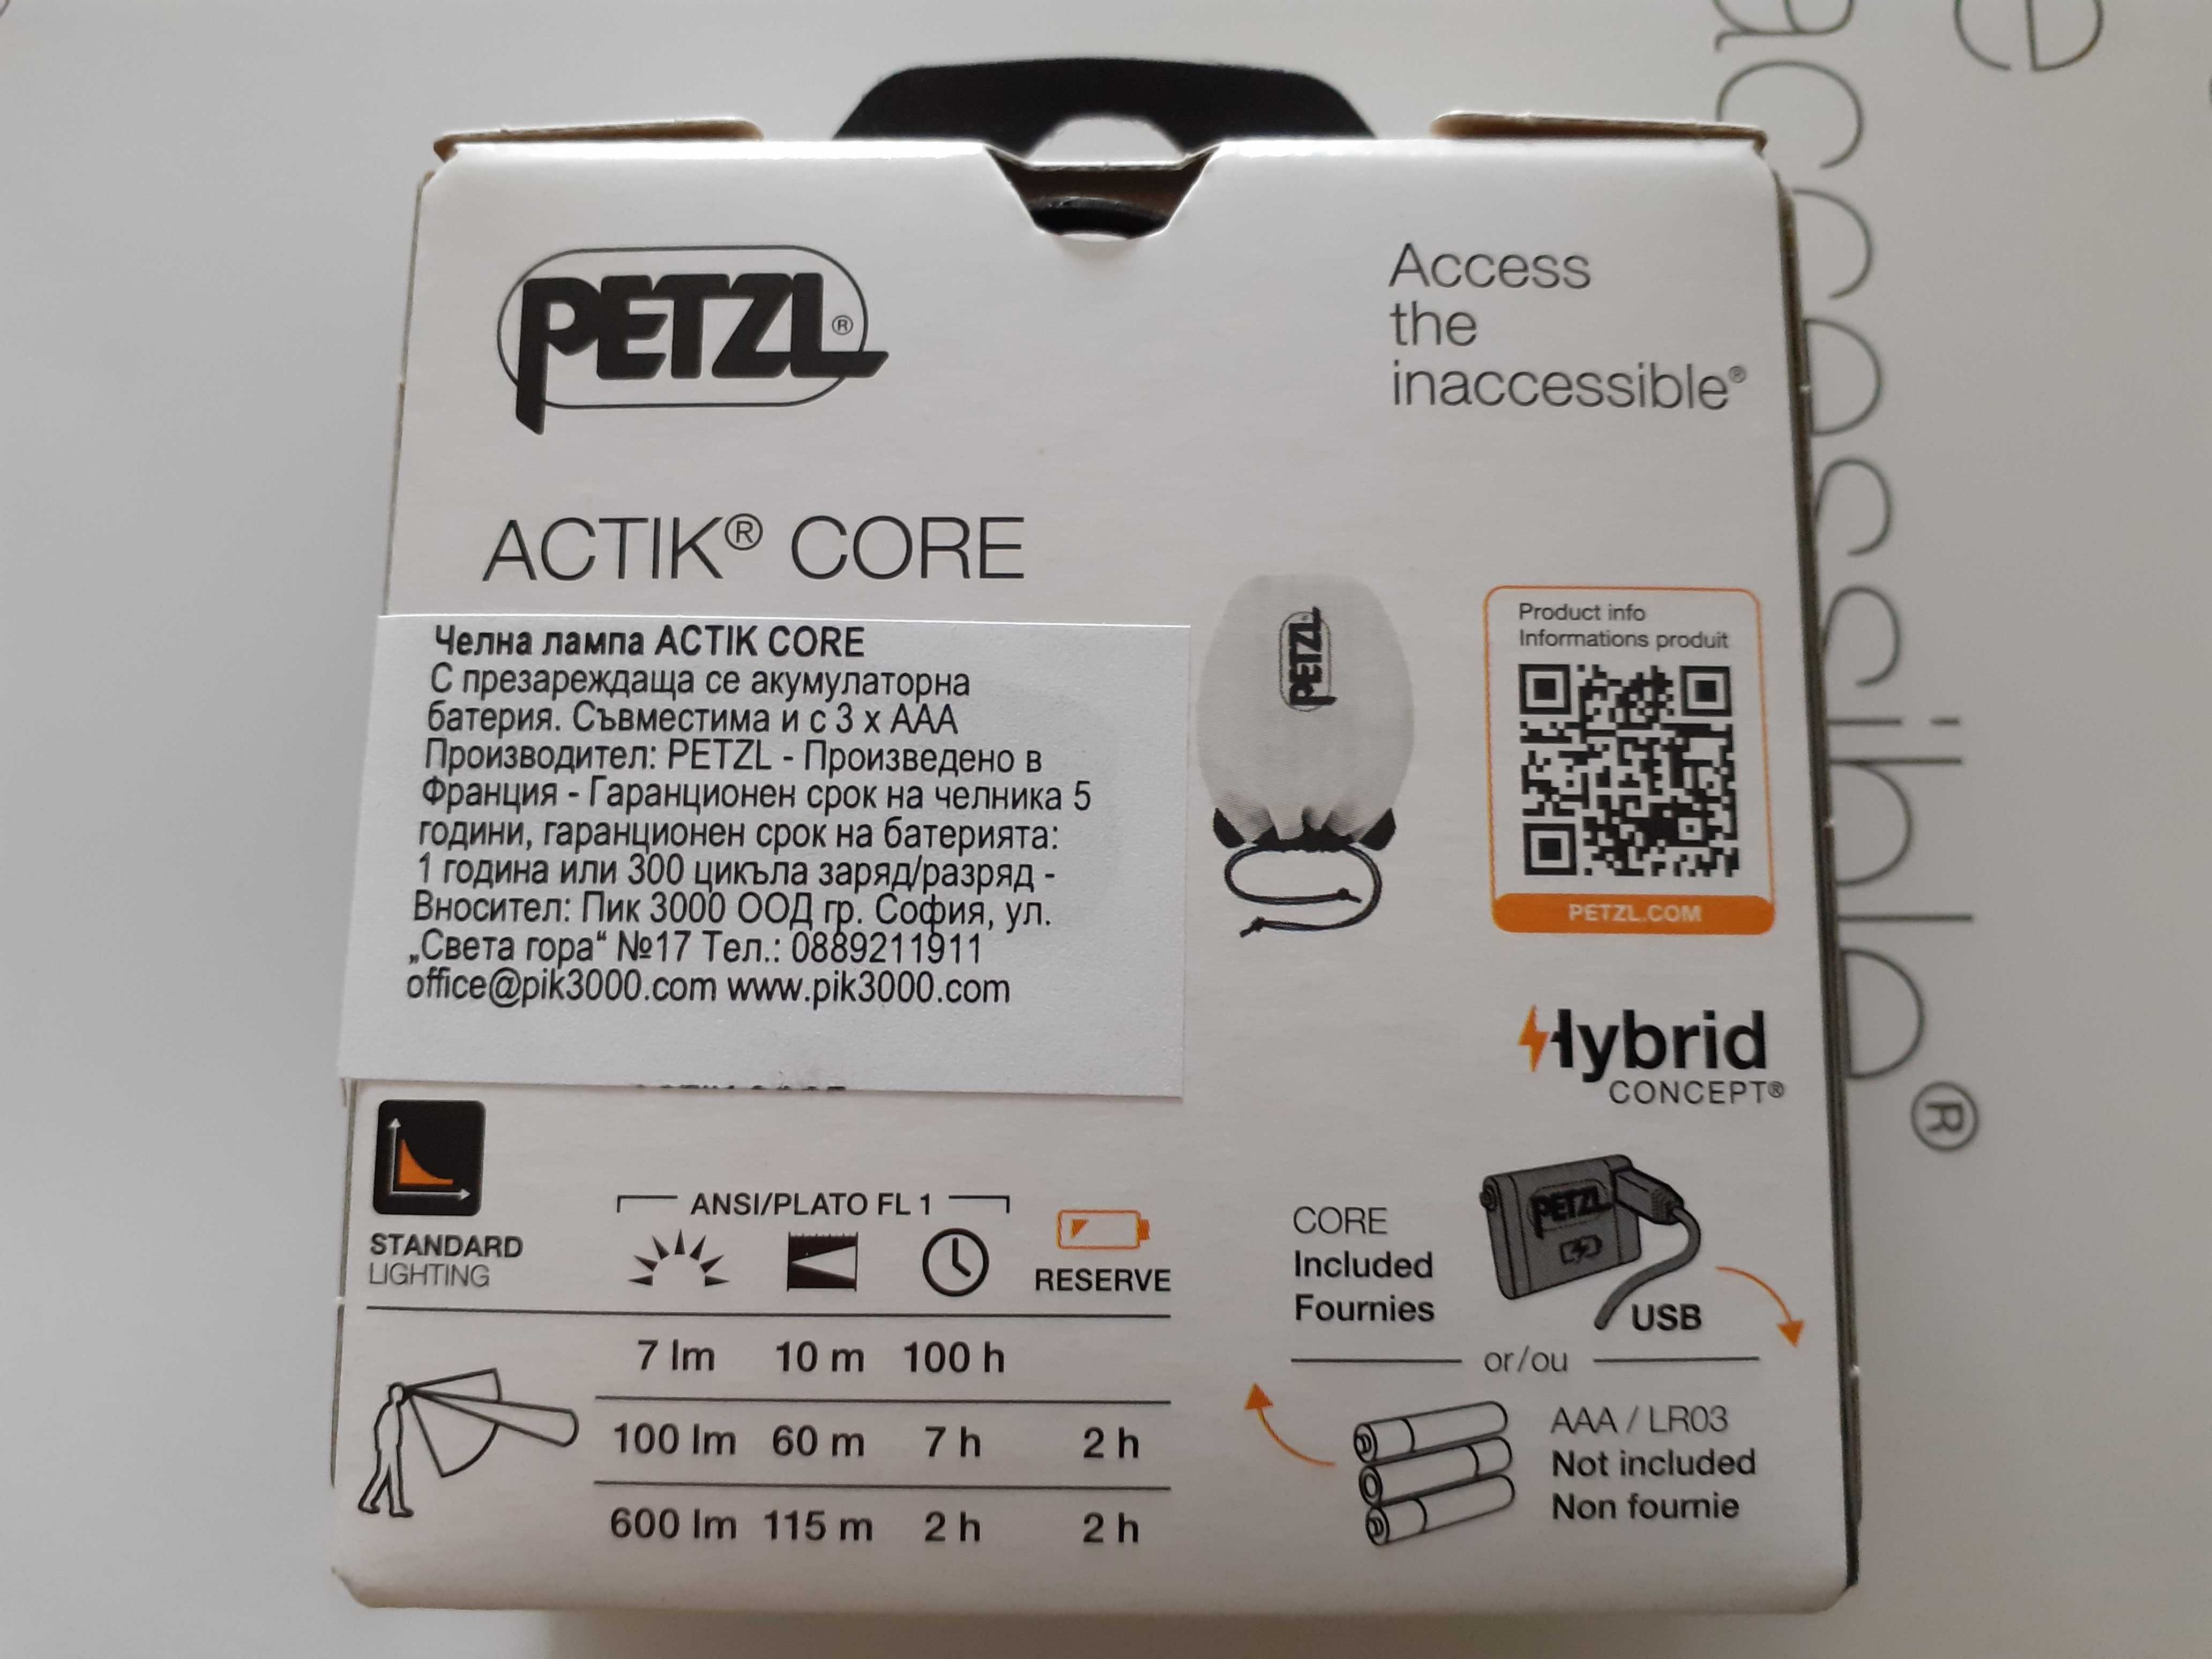 PETZL®
Access
the
inaccessible®
ACTIK® CORE
Челна лампа ACTIK CORE
С презареждаща се акумулаторна
батерия. Съвместима и с 3 x AAA
Производител: PETZL - Произведено в
Франция - Гаранционен срок на челника 5
години, гаранционен срок на батерията:
1 година или 300 цикъла заряд/разряд -
Вносител: Пик 3000 ООД гр. София, ул.
„Света гора“ №17 Тел.: 0889211911
office@pik3000.com www.pik3000.com
PETZL
Product info
Informations produit
PETZL.COM
Hybrid
CONCEPT®
STANDARD
LIGHTING
ANSI/PLATO FL 1
RESERVE
7 lm 10 m 100 h
100 lm 60 m 7 h 2 h
600 lm 115 m 2 h 2 h
CORE
Included
Fournies
PETZL
USB
or/ou
AAA / LR03
Not included
Non fournie
accessible®
e